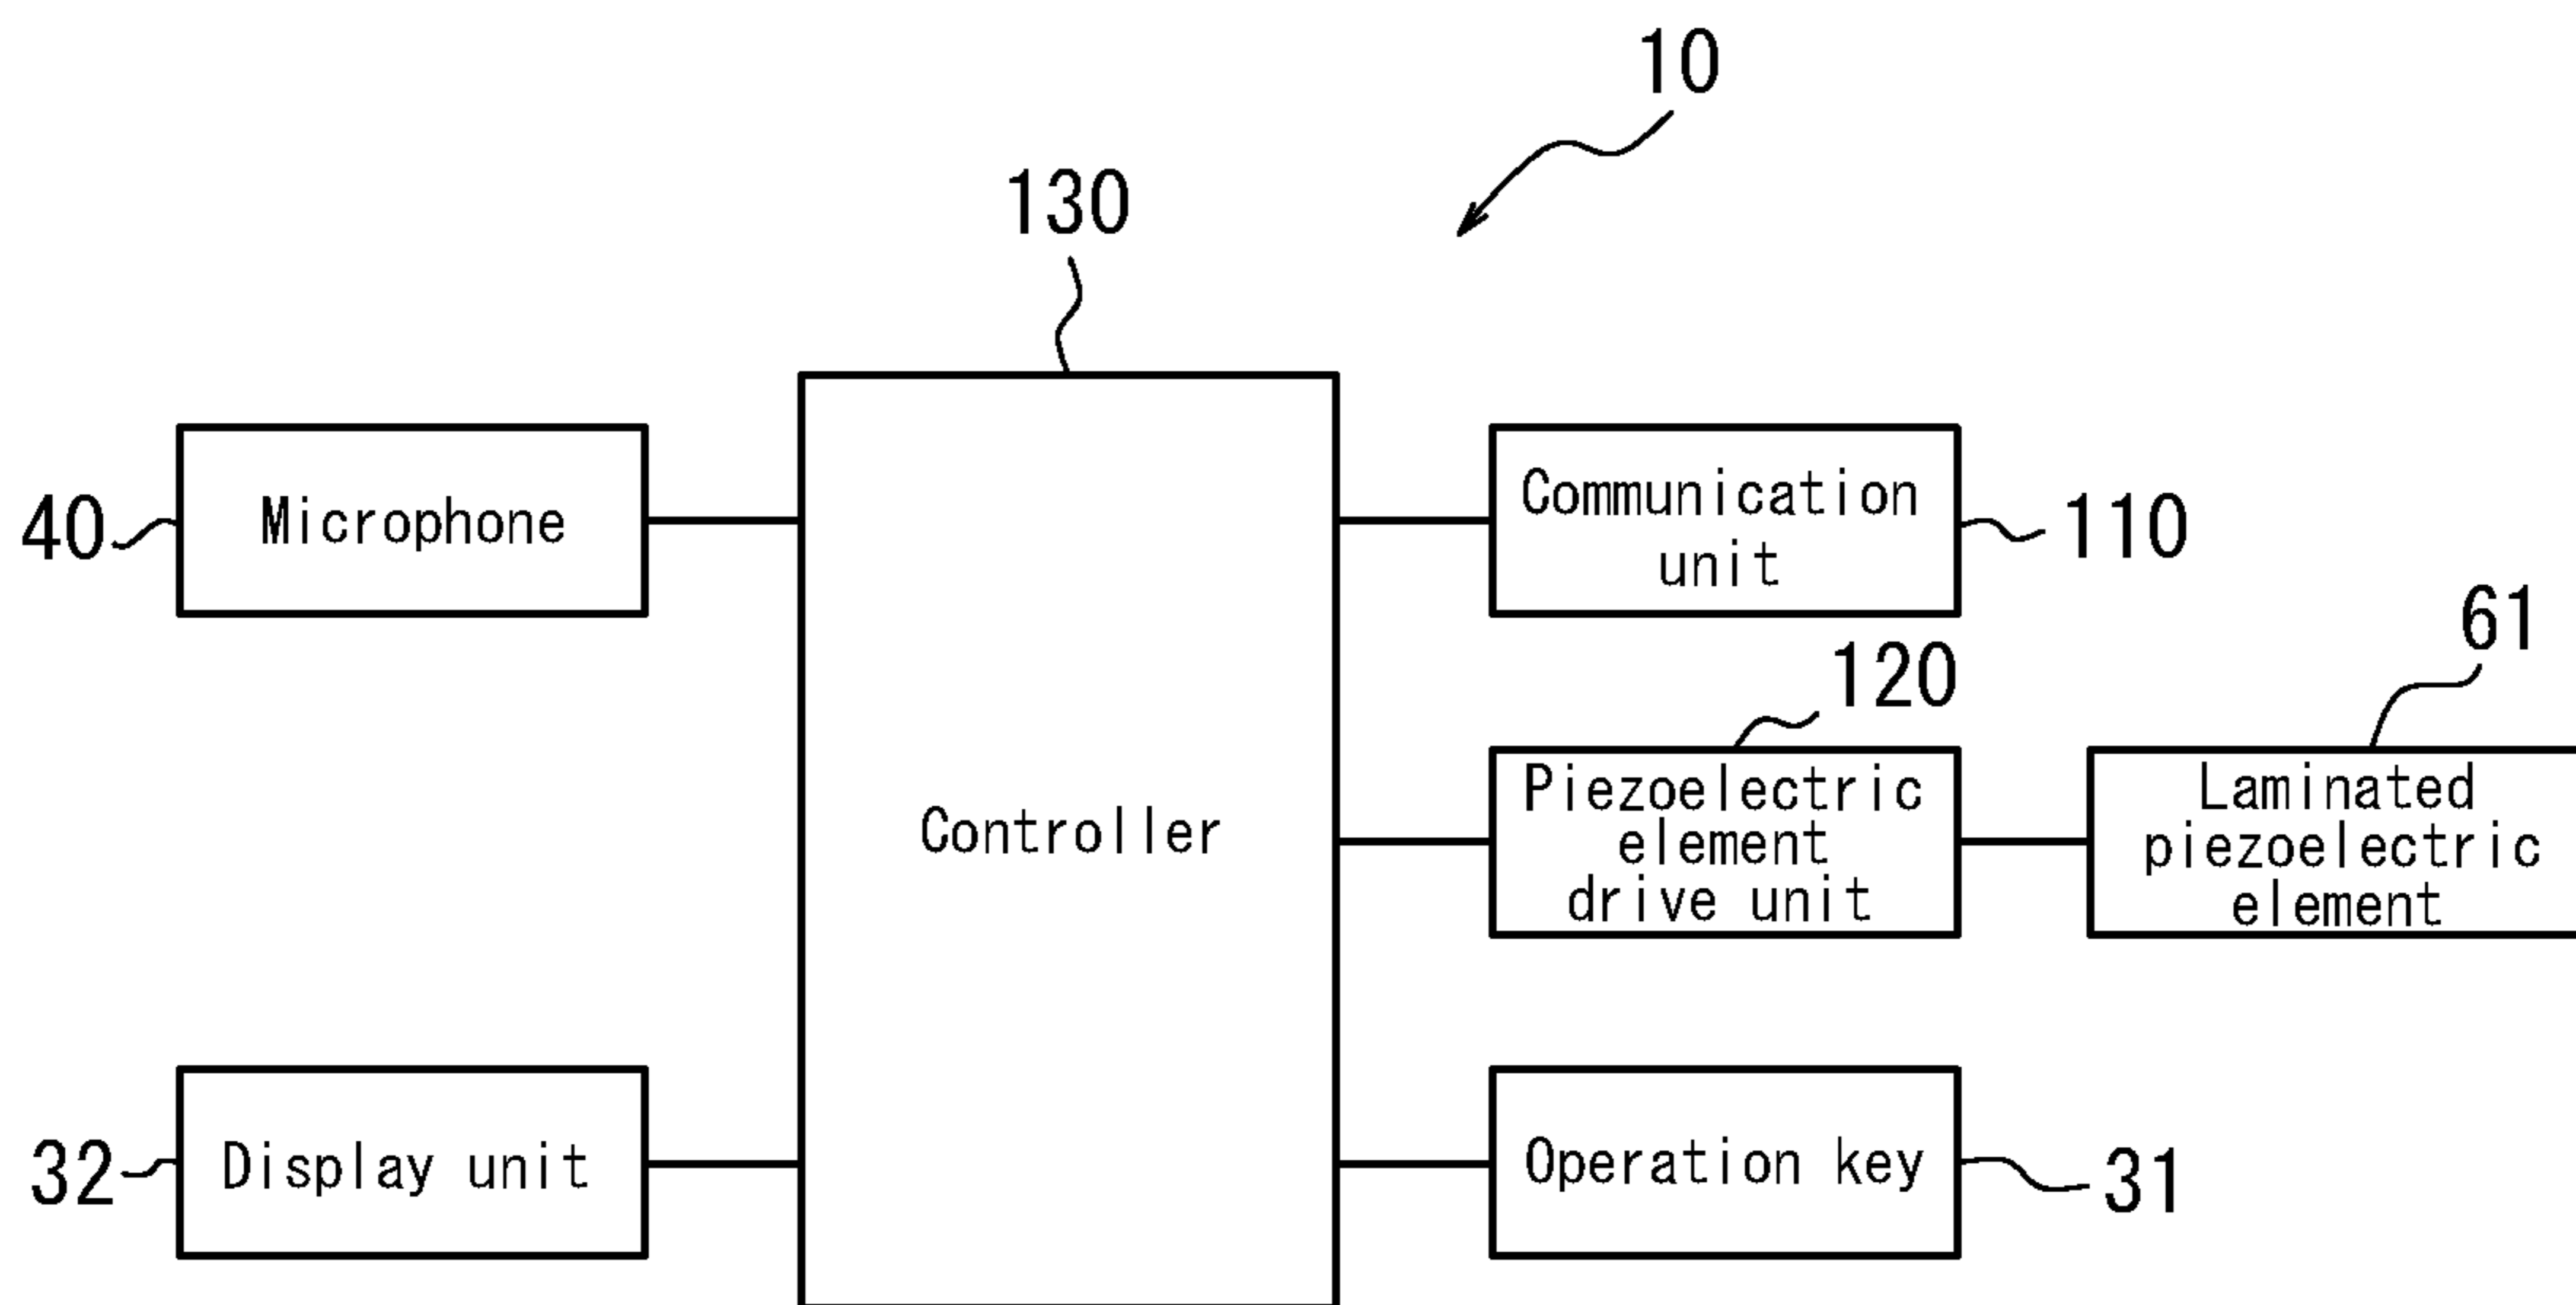 10
130
40
Microphone
Communication
unit
110
61
120
Controller
Piezoelectric
element
drive unit
Laminated
piezoelectric
element
32
Display unit
Operation key
31